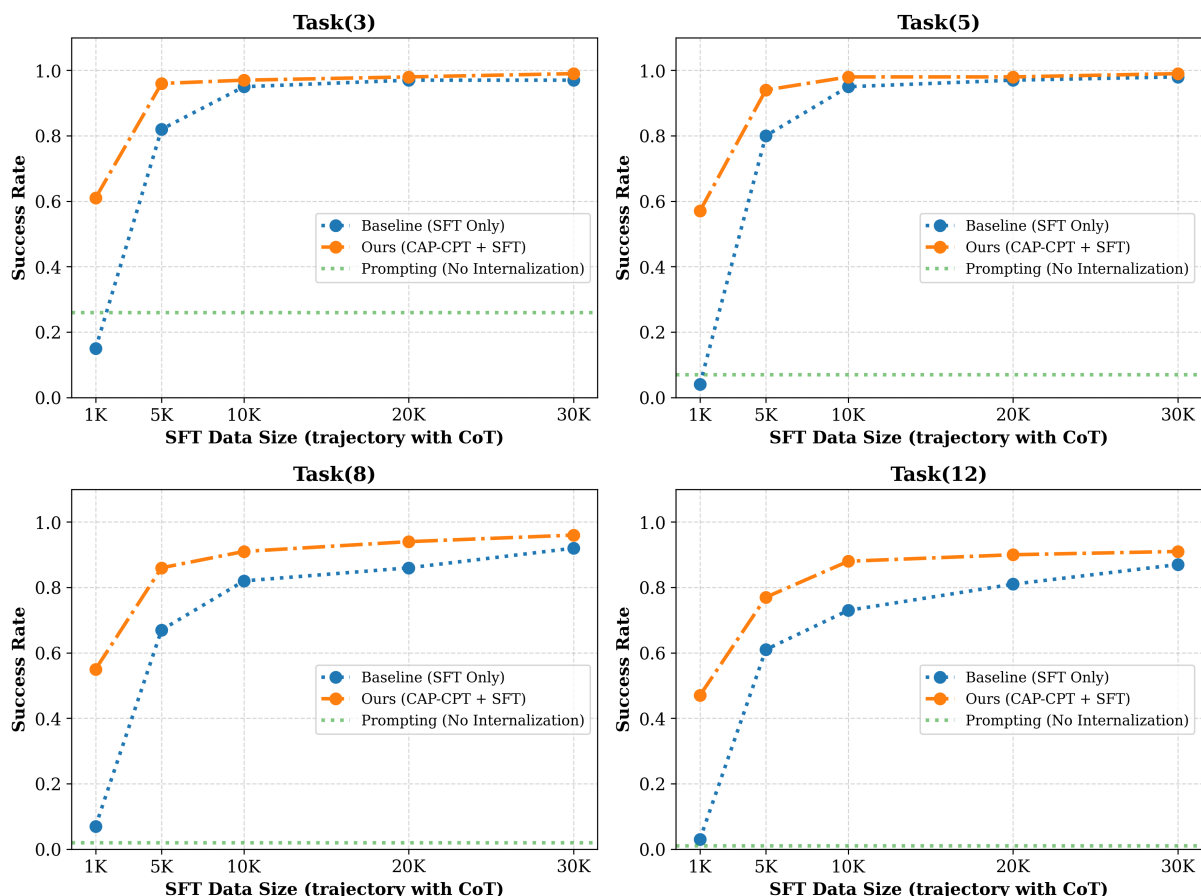 Task(3)
Success Rate
1.0
0.8
0.6
0.4
0.2
0.0
Baseline (SFT Only)
Ours (CAP-CPT + SFT)
Prompting (No Internalization)
1K 5K 10K 20K 30K
SFT Data Size (trajectory with CoT)
Task(5)
Success Rate
1.0
0.8
0.6
0.4
0.2
0.0
Baseline (SFT Only)
Ours (CAP-CPT + SFT)
Prompting (No Internalization)
1K 5K 10K 20K 30K
SFT Data Size (trajectory with CoT)
Task(8)
Success Rate
1.0
0.8
0.6
0.4
0.2
0.0
Baseline (SFT Only)
Ours (CAP-CPT + SFT)
Prompting (No Internalization)
1K 5K 10K 20K 30K
SFT Data Size (trajectory with CoT)
Task(12)
Success Rate
1.0
0.8
0.6
0.4
0.2
0.0
Baseline (SFT Only)
Ours (CAP-CPT + SFT)
Prompting (No Internalization)
1K 5K 10K 20K 30K
SFT Data Size (trajectory with CoT)